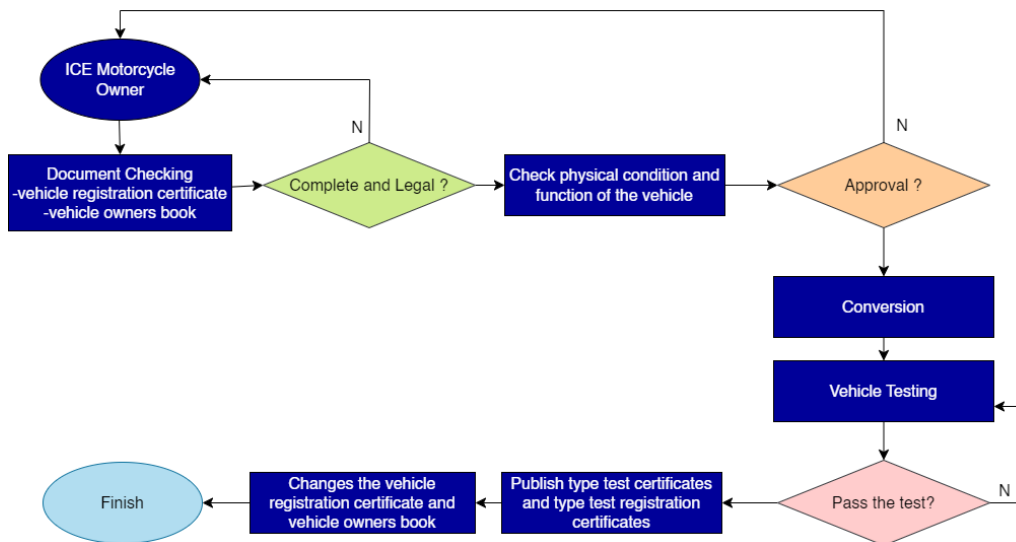 ICE Motorcycle
Owner
N
N
Document Checking
-vehicle registration certificate
-vehicle owners book
Complete and Legal ?
Check physical condition and
function of the vehicle
Approval ?
Conversion
Vehicle Testing
Finish
Changes the vehicle
registration certificate and
vehicle owners book
Publish type test certificates
and type test registration
certificates
Pass the test?
N